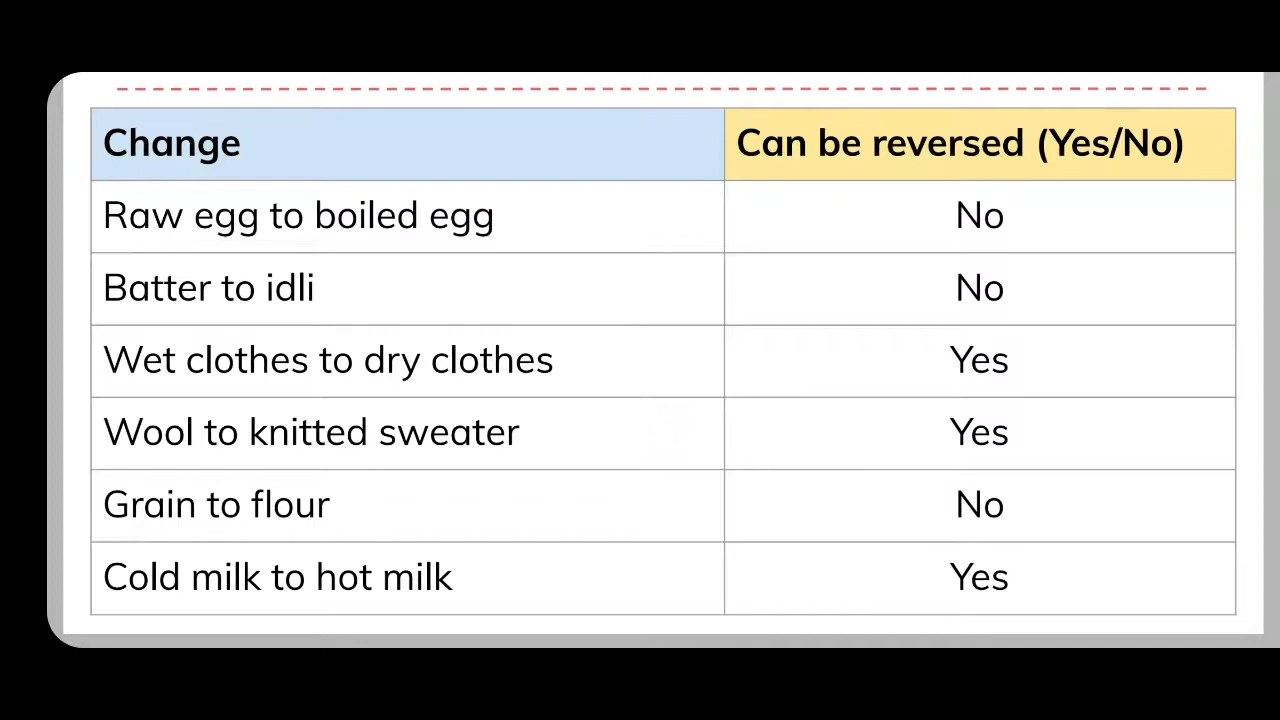 Change Can be reversed (Yes/No)
Raw egg to boiled egg No
Batter to idli No
Wet clothes to dry clothes Yes
Wool to knitted sweater Yes
Grain to flour No
Cold milk to hot milk Yes